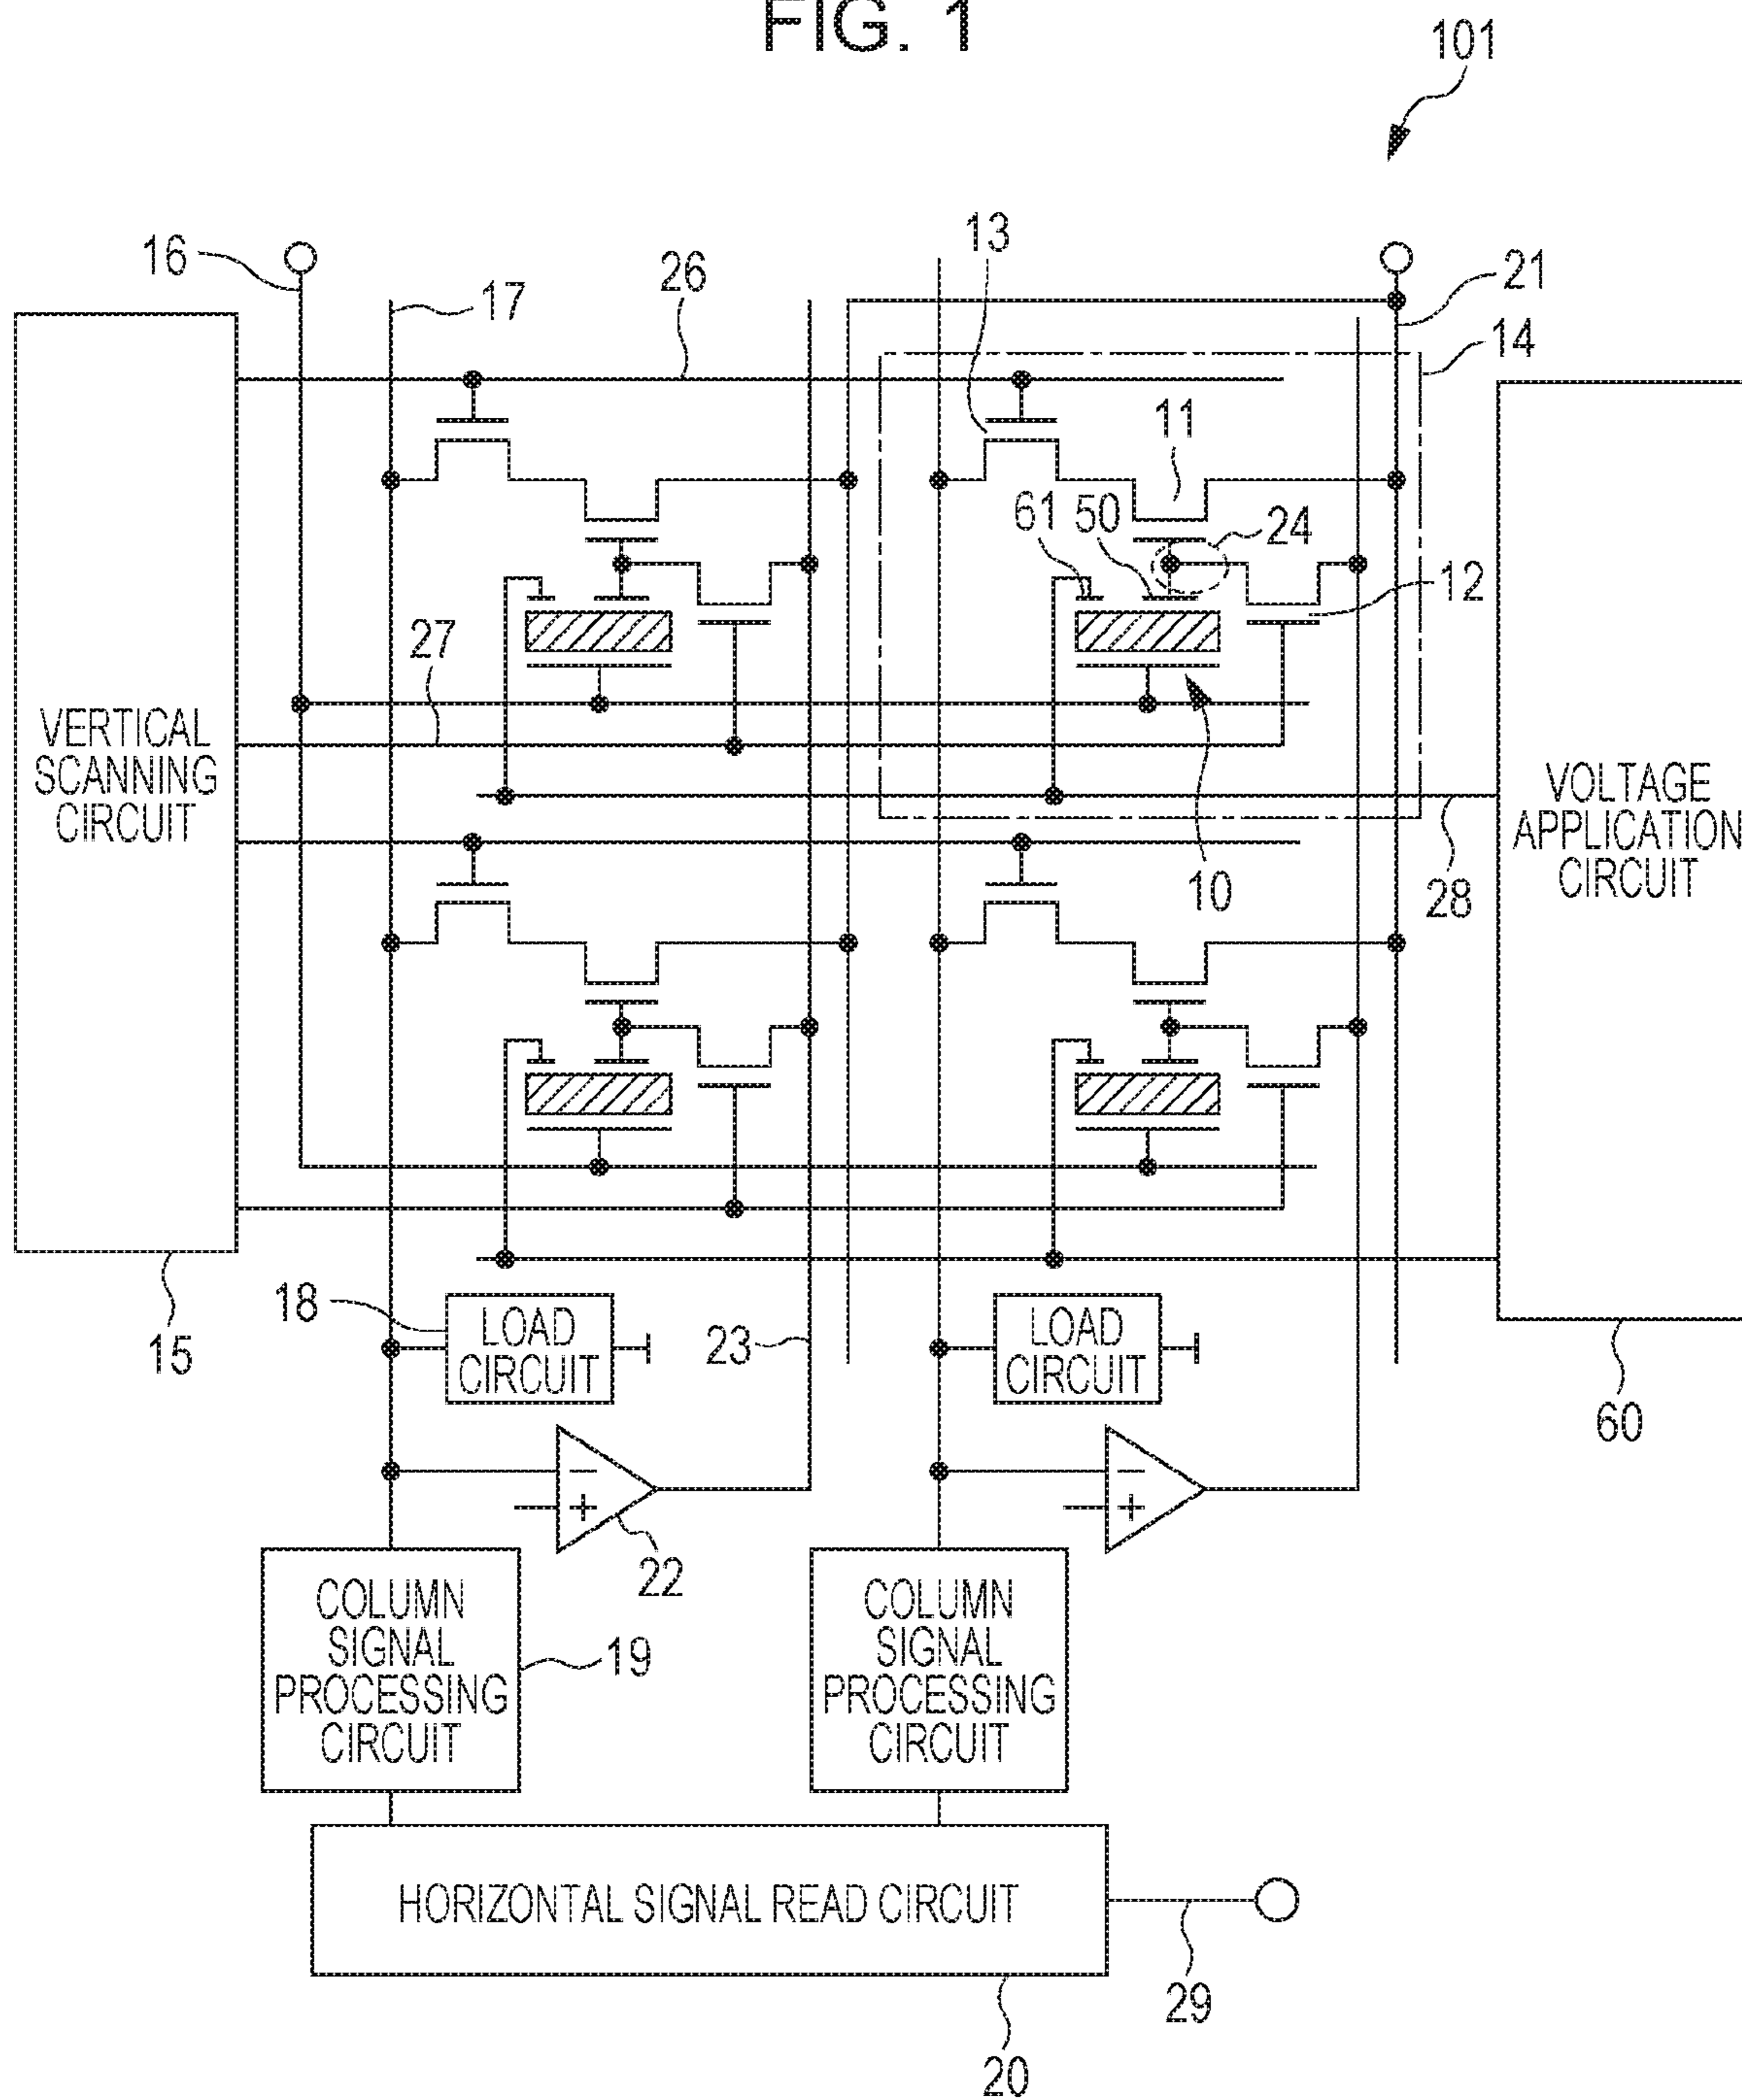 FIG. 1
101
13
16
26
21
17
14
11
61
50
24
12
27
VERTICAL
SCANNING
CIRCUIT
VOLTAGE
APPLICATION
CIRCUIT
10
28
18
LOAD
CIRCUIT
LOAD
CIRCUIT
15
23
60
−
+
−
+
22
COLUMN
SIGNAL
PROCESSING
CIRCUIT
19
COLUMN
SIGNAL
PROCESSING
CIRCUIT
HORIZONTAL SIGNAL READ CIRCUIT
29
20